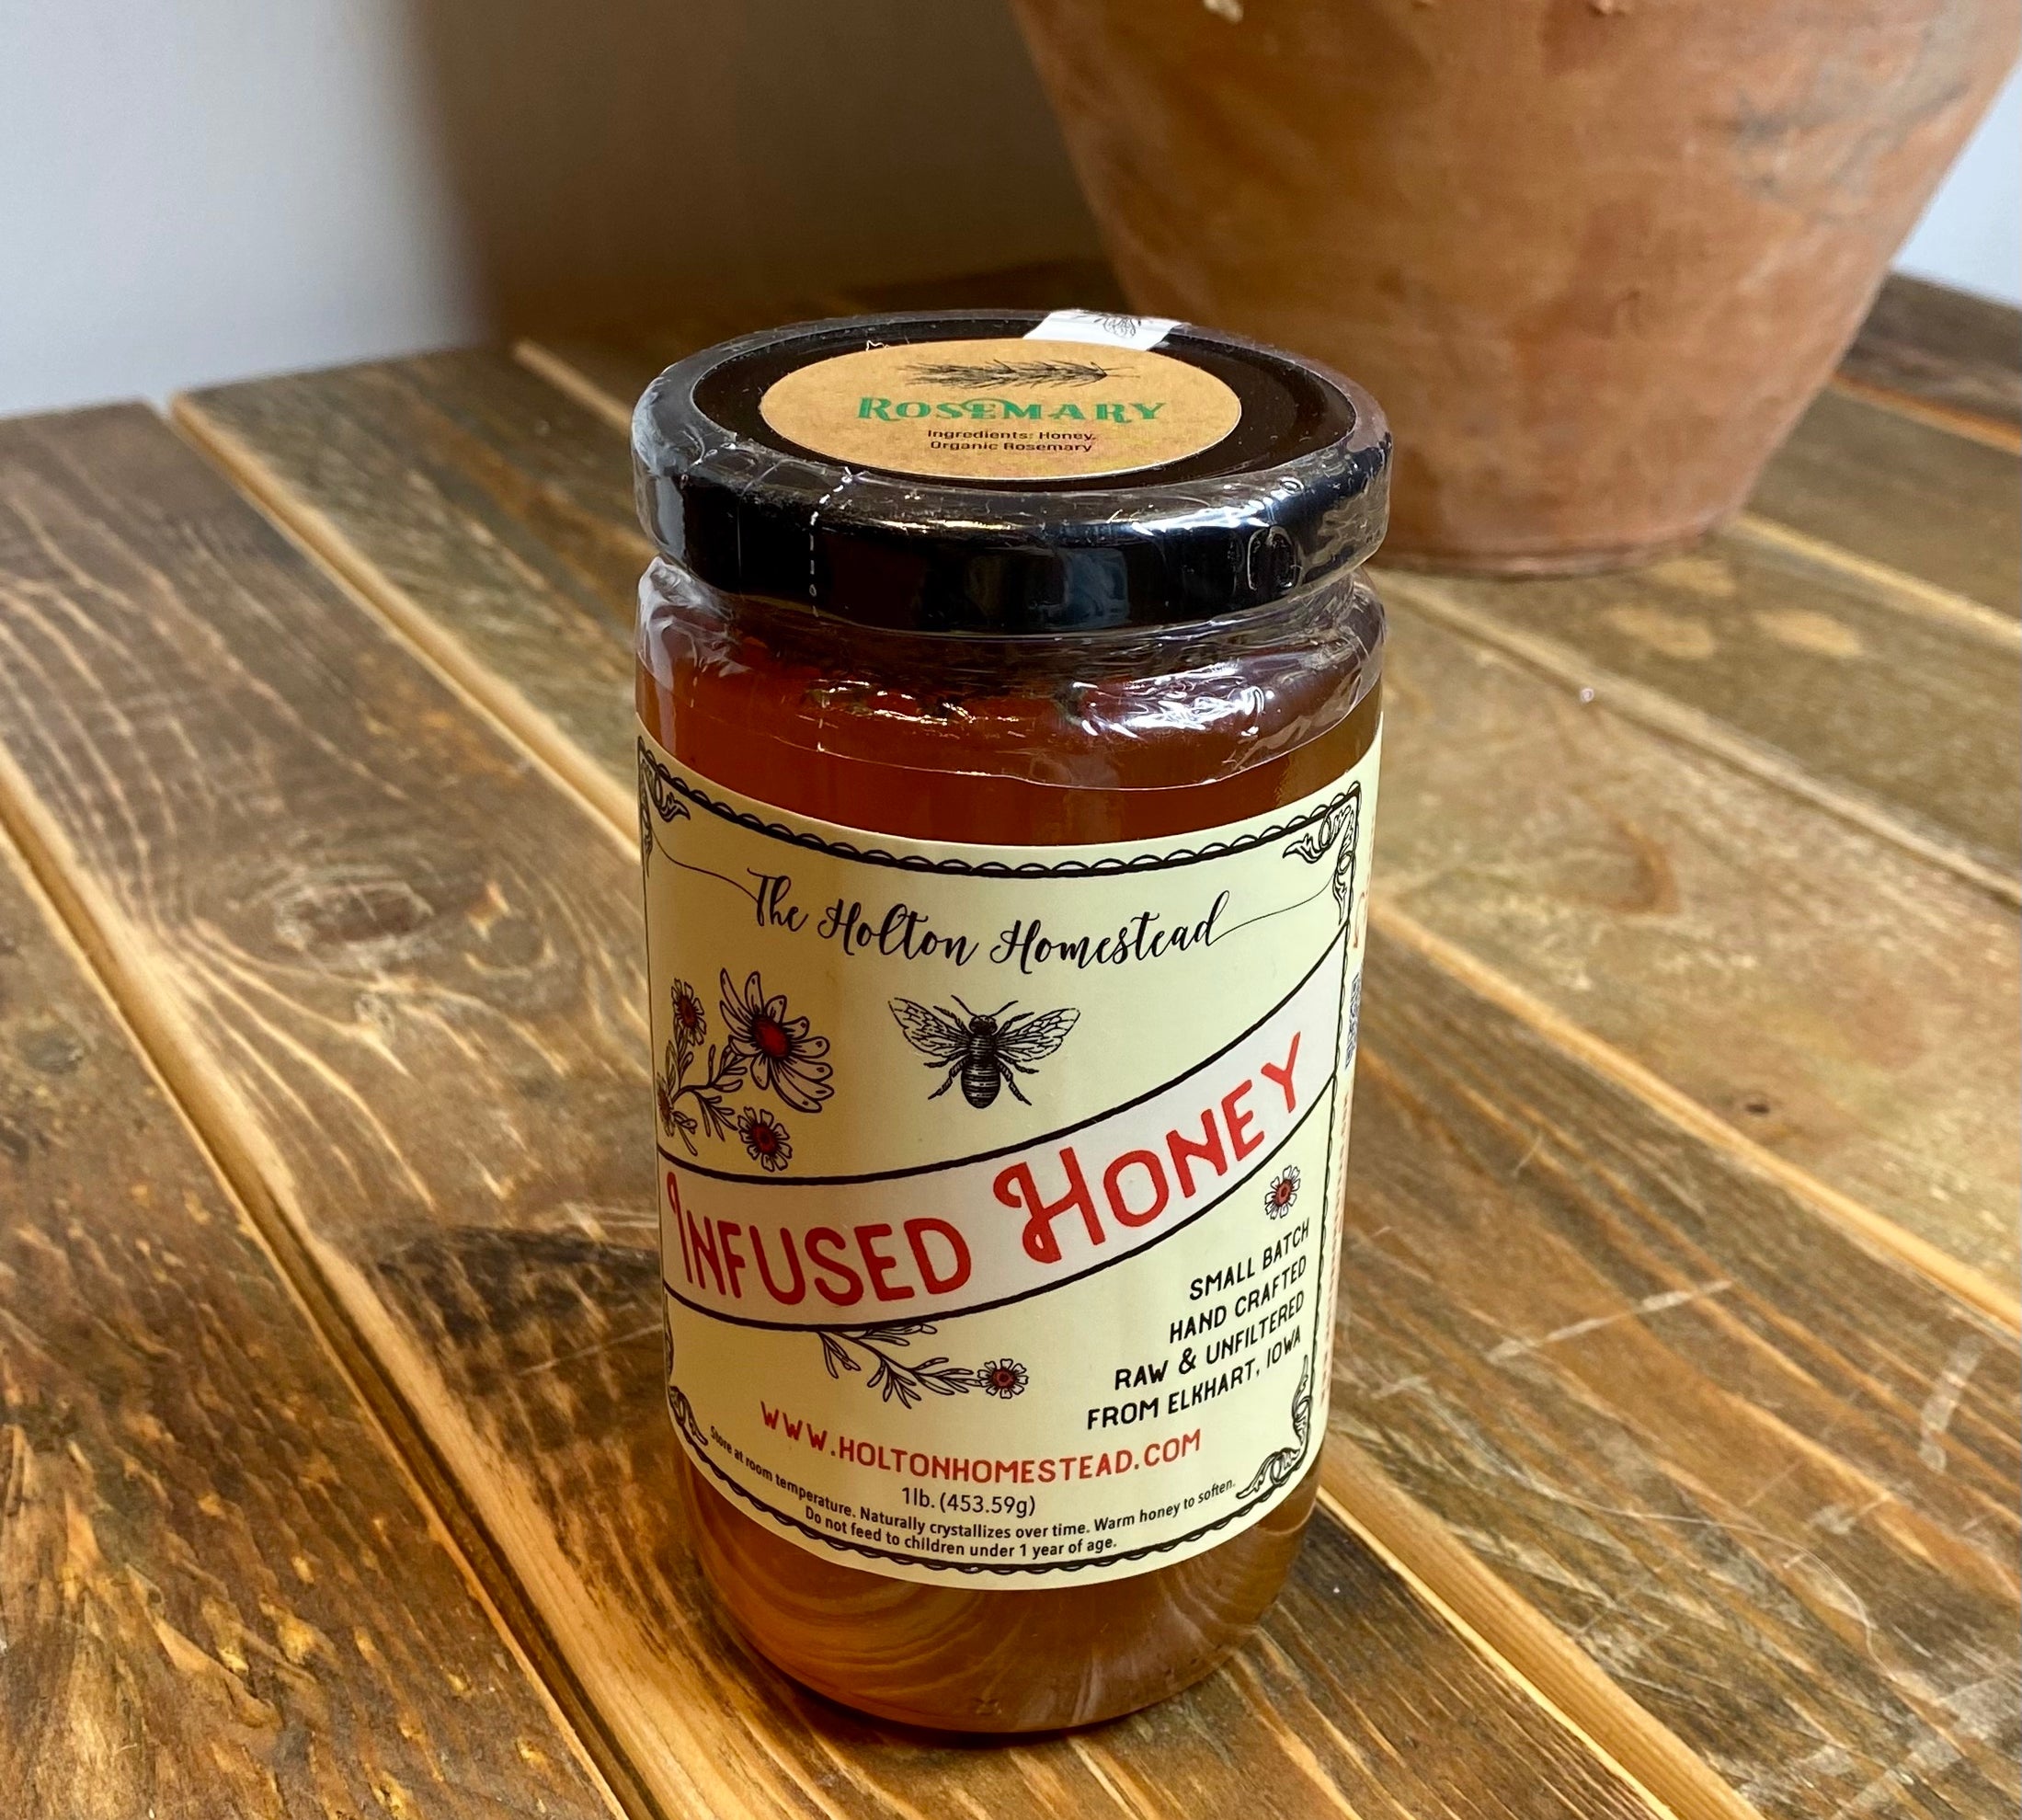 ROSEMARY
Ingredients: Honey,
Organic Rosemary
The Holton Homestead
INFUSED HONEY
SMALL BATCH
HAND CRAFTED
RAW & UNFILTERED
FROM ELKHART, IOWA
WWW.HOLTONHOMESTEAD.COM
1lb. (453.59g)
Store at room temperature. Naturally crystallizes over time. Warm honey to soften.
Do not feed to children under 1 year of age.